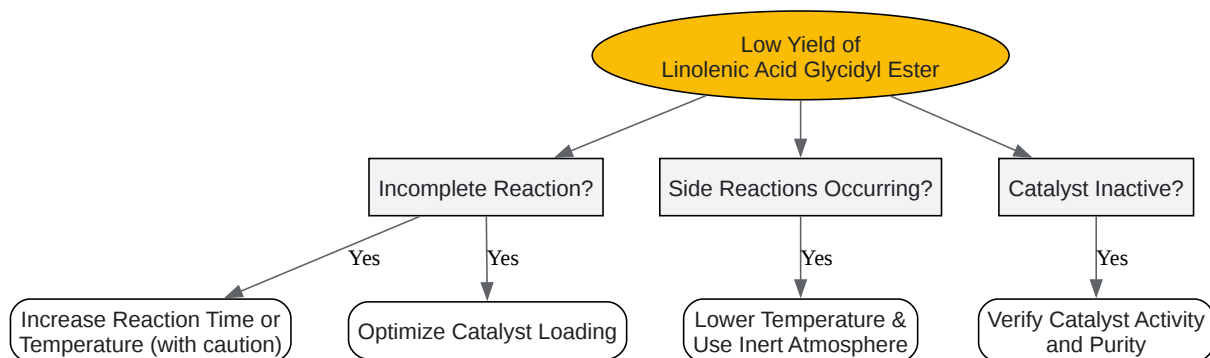 Low Yield of
Linolenic Acid Glycidyl Ester
Incomplete Reaction?
Side Reactions Occurring?
Catalyst Inactive?
Yes
Yes
Yes
Yes
Increase Reaction Time or
Temperature (with caution)
Optimize Catalyst Loading
Lower Temperature &
Use Inert Atmosphere
Verify Catalyst Activity
and Purity